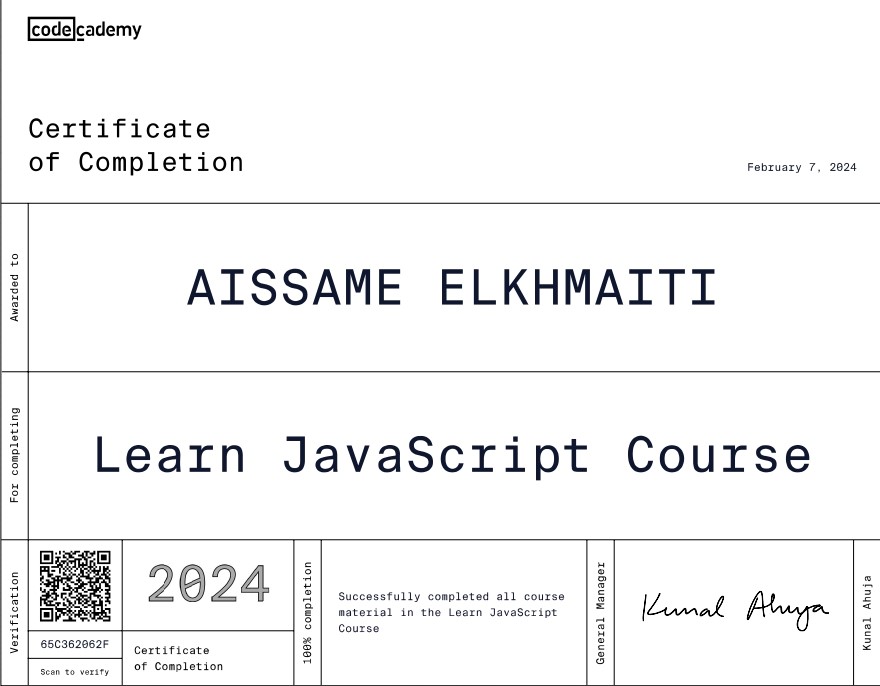 codecademy
Certificate
of Completion
February 7, 2024
Awarded to
AISSAME ELKHMAITI
For completing
Learn JavaScript Course
Verification
65C362062F
Scan to verify
2024
Certificate
of Completion
100% completion
Successfully completed all course
material in the Learn JavaScript
Course
General Manager
Kunal Ahuja
Kunal Ahuja